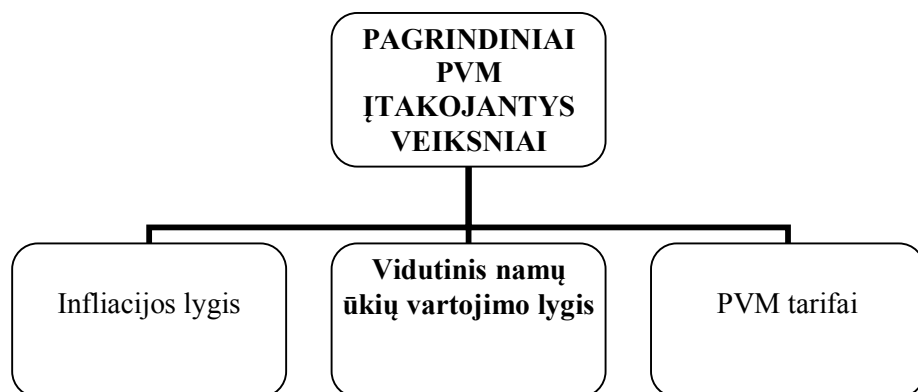 PAGRINDINIAI
PVM
ĮTAKOJANTYS
VEIKSNIAI
Infliacijos lygis
Vidutinis namų
ūkių vartojimo lygis
PVM tarifai